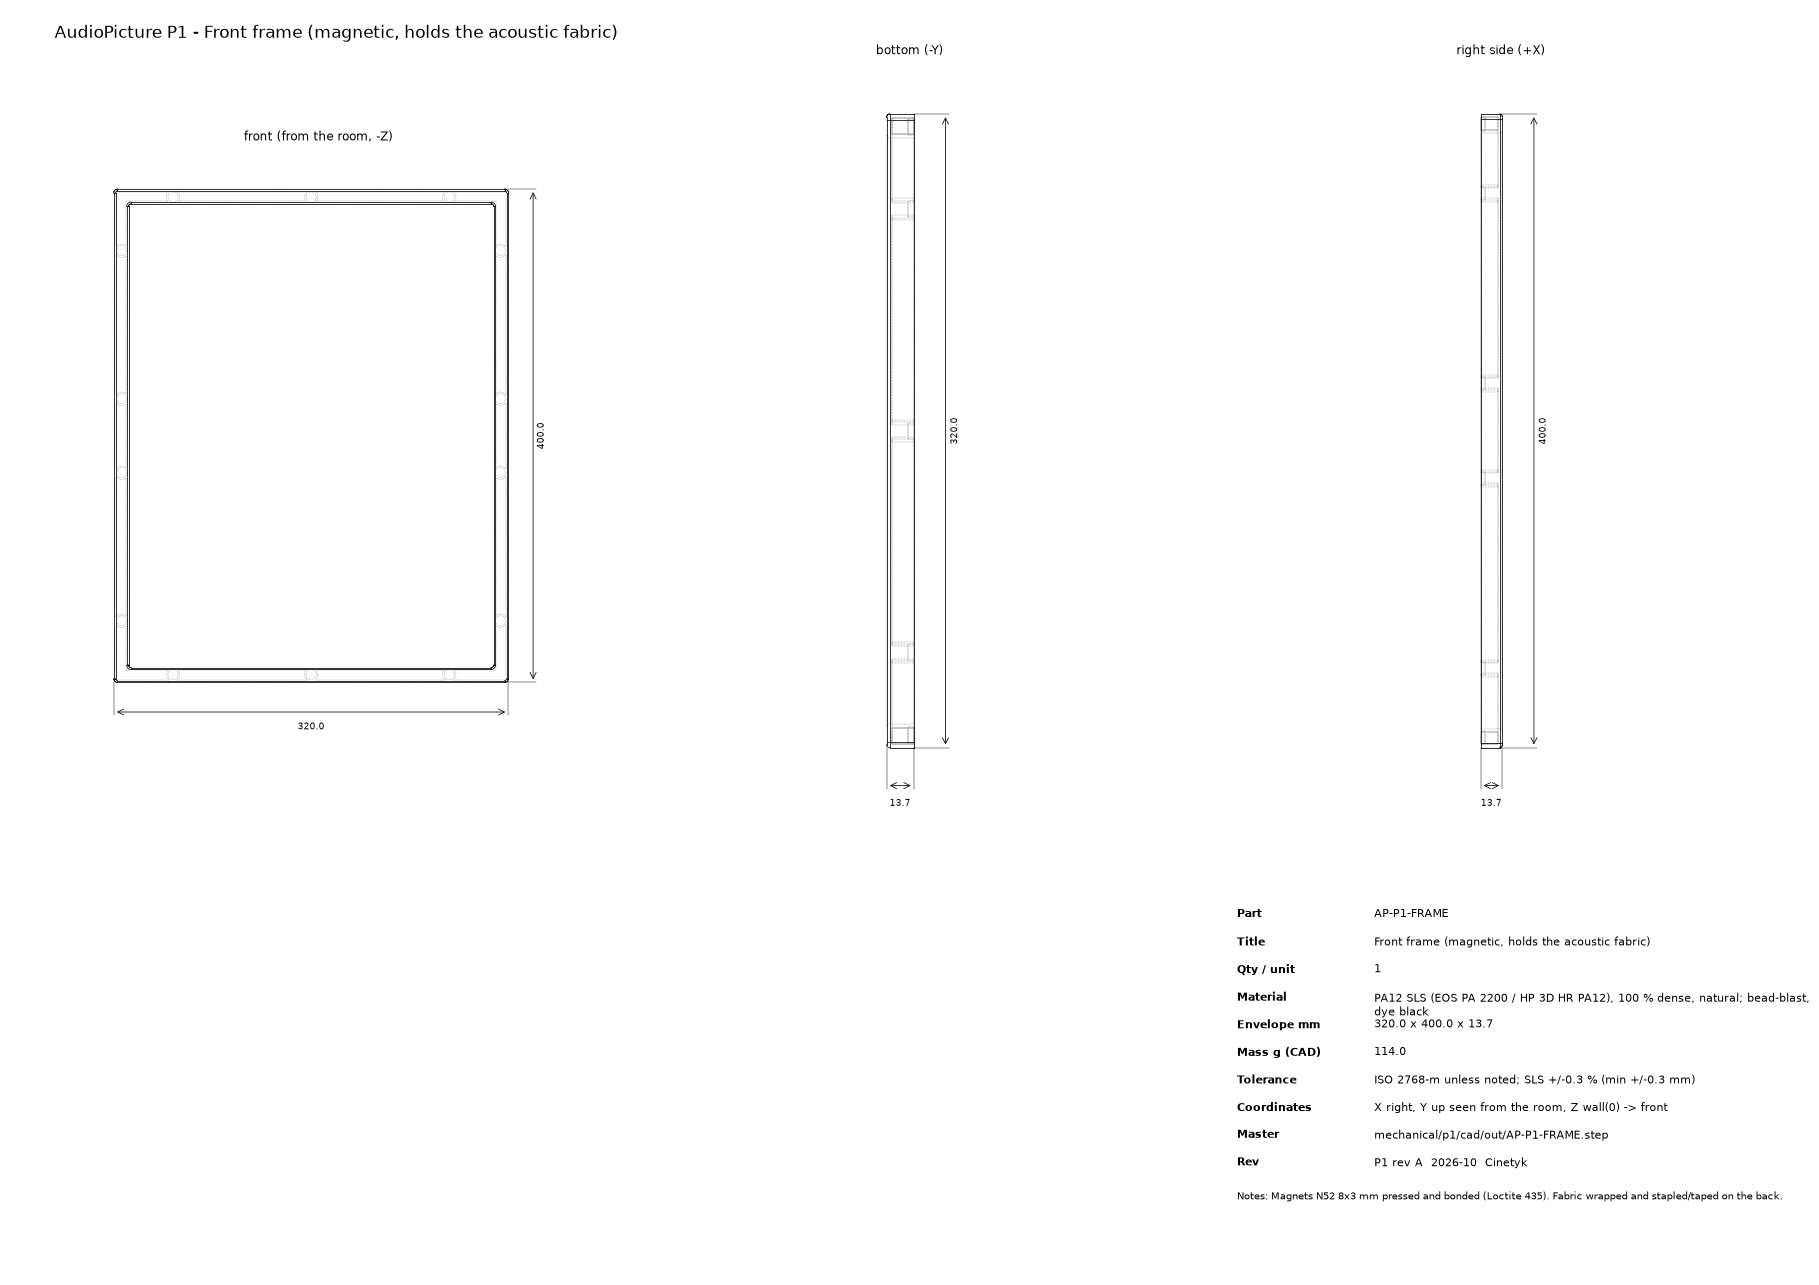 AudioPicture P1 - Front frame (magnetic, holds the acoustic fabric)
bottom (-Y)
right side (+X)
front (from the room, -Z)
400.0
320.0
320.0
13.7
400.0
13.7
Part AP-P1-FRAME
Title Front frame (magnetic, holds the acoustic fabric)
Qty / unit 1
Material PA12 SLS (EOS PA 2200 / HP 3D HR PA12), 100 % dense, natural; bead-blast,
dye black
Envelope mm 320.0 x 400.0 x 13.7
Mass g (CAD) 114.0
Tolerance ISO 2768-m unless noted; SLS +/-0.3 % (min +/-0.3 mm)
Coordinates X right, Y up seen from the room, Z wall(0) -> front
Master mechanical/p1/cad/out/AP-P1-FRAME.step
Rev P1 rev A 2026-10 Cinetyk
Notes: Magnets N52 8x3 mm pressed and bonded (Loctite 435). Fabric wrapped and stapled/taped on the back.